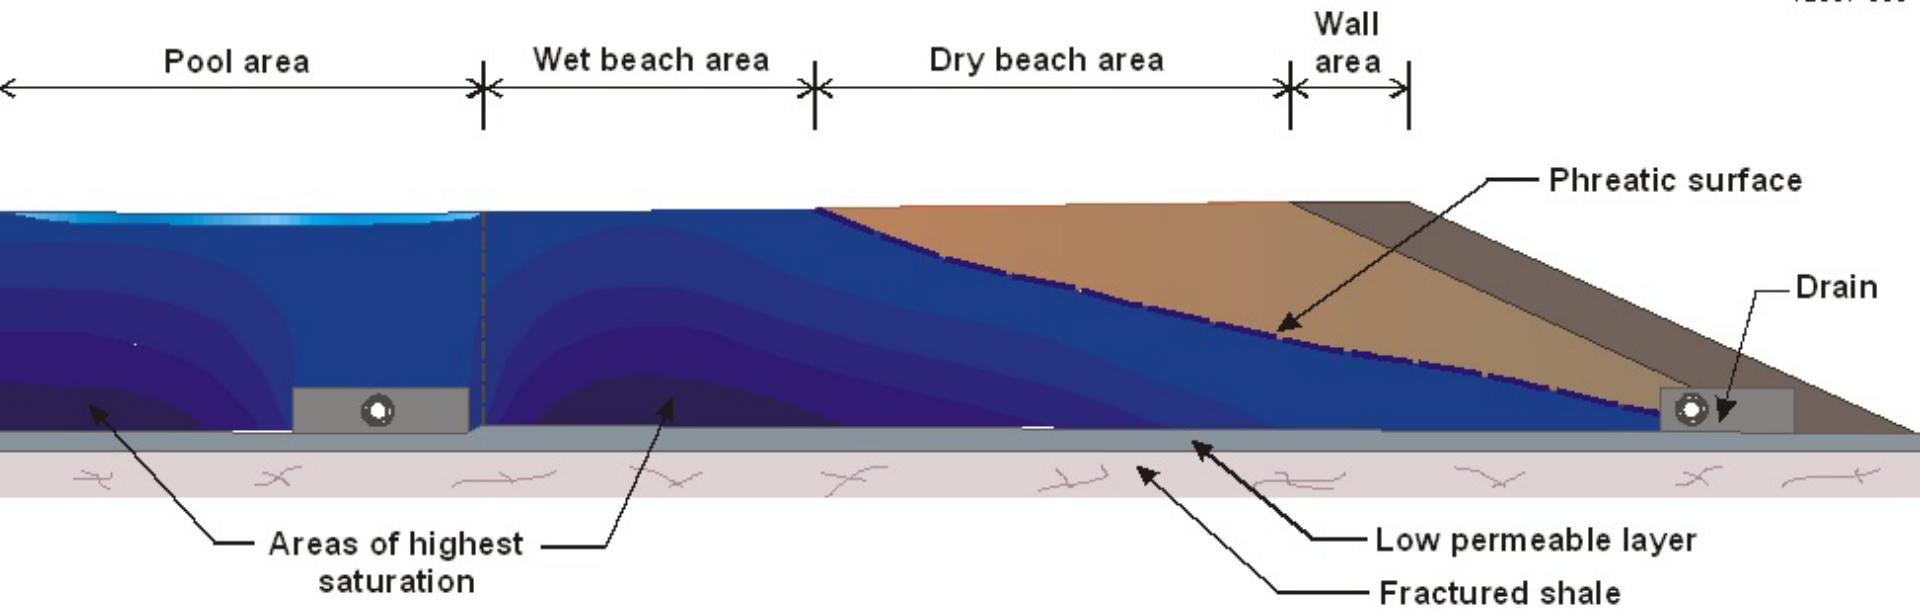 Pool area
Wet beach area
Dry beach area
Wall
area
Phreatic surface
Drain
Areas of highest
saturation
Low permeable layer
Fractured shale